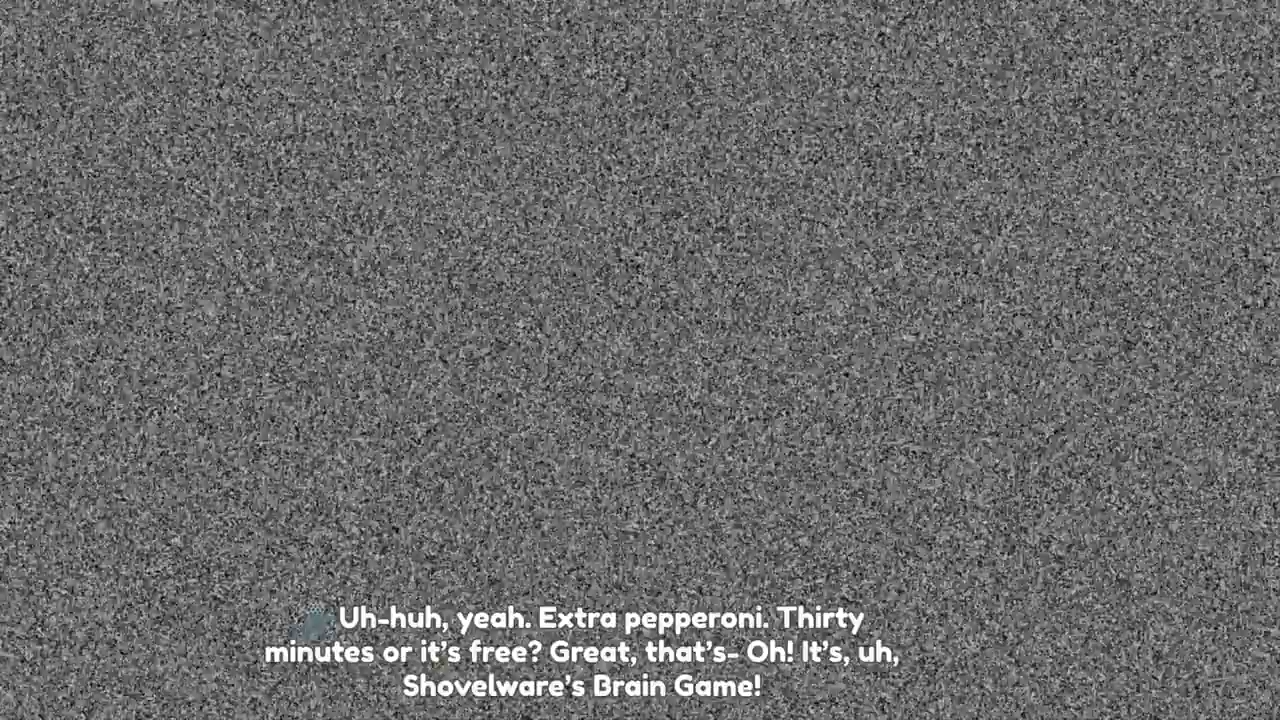 Uh-huh, yeah. Extra pepperoni. Thirty
minutes or it's free? Great, that's- Oh! It's, uh,
Shovelware's Brain Game!